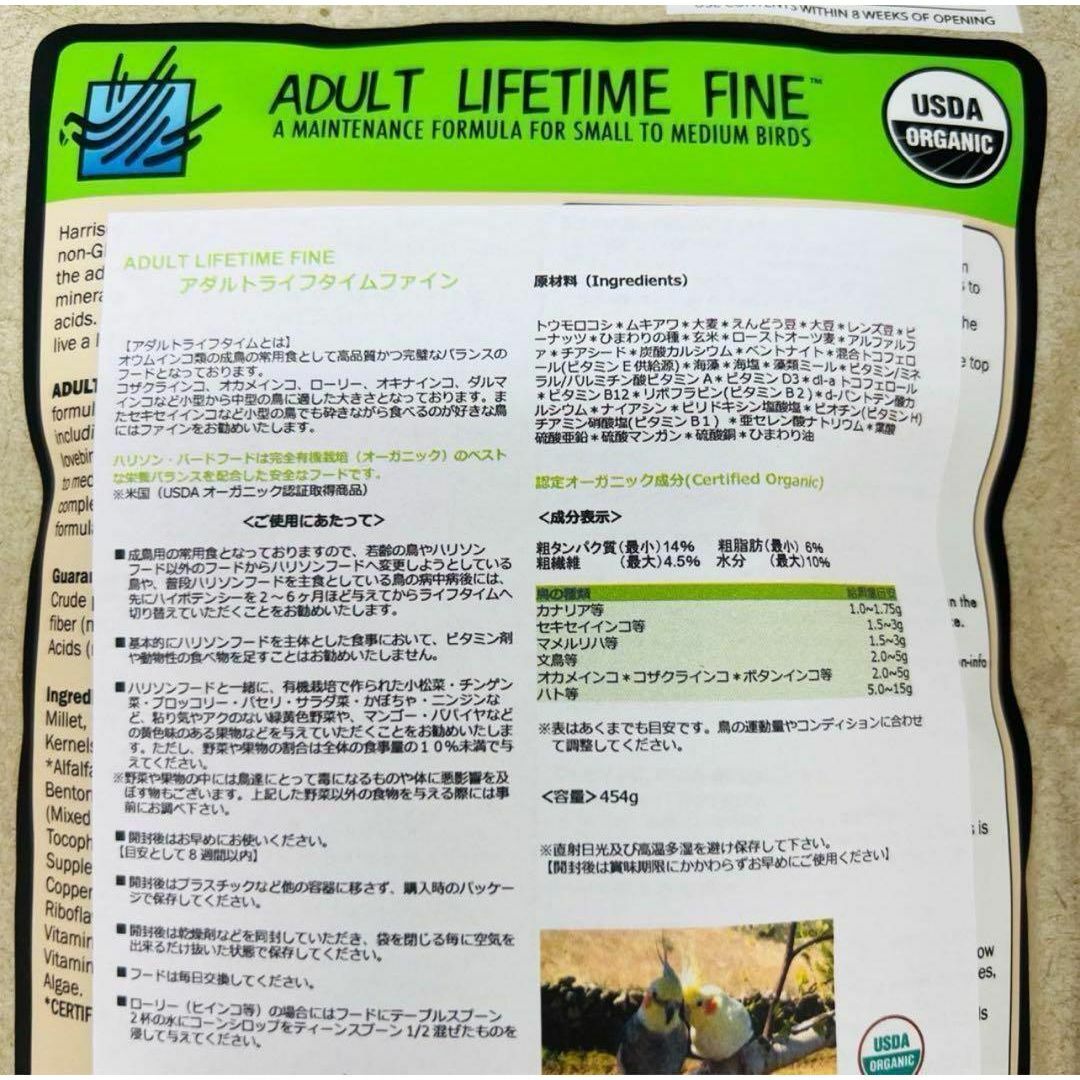 WITHIN 8 WEEKS OF OPENING
ADULT LIFETIME FINE™
A MAINTENANCE FORMULA FOR SMALL TO MEDIUM BIRDS
USDA
ORGANIC
Harris
non-G
the ad
minera
acids.
live a l
ADULT
formul
includi
lovebir
to med
comple
formul
Guara
Crude
fiber (n
Acids (
Ingred
Millet,
Kernels
*Alfalfa
Benton
(Mixed
Tocoph
Supple
Copper
Ribofla
Vitamin
Vitamin
Algae.
*CERTIF
ADULT LIFETIME FINE
アダルトライフタイムファイン
【アダルトライフタイムとは】
オウムインコ類の成鳥の常用食として高品質かつ完璧なバランスの
フードとなっております。
コザクラインコ、オカメインコ、ローリー、オキナインコ、ダルマ
インコなど小型から中型の鳥に適した大きさとなっております。ま
たセキセイインコなど小型の鳥でも砕きながら食べるのが好きな鳥
にはファインをお勧めいたします。
ハリソン・バードフードは完全有機栽培（オーガニック）のベスト
な栄養バランスを配合した安全なフードです。
※米国（USDA オーガニック認証取得商品）
＜ご使用にあたって＞
■成鳥用の常用食となっておりますので、若齢の鳥やハリソン
フード以外のフードからハリソンフードへ変更しようとしている
鳥や、普段ハリソンフードを主食としている鳥の病中病後には、
先にハイポテンシーを２～６ヶ月ほど与えてからライフタイムへ
切り替えていただくことをお勧めいたします。
■基本的にハリソンフードを主体とした食事において、ビタミン剤
や動物性の食べ物を足すことはお勧めいたしません。
■ハリソンフードと一緒に、有機栽培で作られた小松菜・チンゲン
菜・ブロッコリー・パセリ・サラダ菜・かぼちゃ・ニンジンな
ど、粘り気やアクのない緑黄色野菜や、マンゴー・パパイヤなど
の黄色味のある果物などを与えていただくことをお勧めいたしま
す。ただし、野菜や果物の割合は全体の食事量の１０％未満で与
えてください。
※野菜や果物の中には鳥達にとって毒になるものや体に悪影響を及
ぼす物もございます。上記した野菜以外の食物を与える際には事
前にお調べ下さい。
■開封後はお早めにお使いください。
【目安として８週間以内】
■開封後はプラスチックなど他の容器に移さず、購入時のパッケー
ジで保存してください。
■開封後は乾燥剤などを同封していただき、袋を閉じる毎に空気を
出来るだけ抜いた状態で保存してください。
■フードは毎日交換してください。
■ローリー（ヒインコ等）の場合にはフードにテーブルスプーン
２杯の水にコーンシロップをティーンスプーン 1/2 混ぜたものを
浸して与えてください。
原材料（Ingredients）
トウモロコシ＊ムキアワ＊大麦＊えんどう豆＊大豆＊レンズ豆＊ピ
ーナッツ＊ひまわりの種＊玄米＊ローストオーツ麦＊アルファルフ
ァ＊チアシード＊炭酸カルシウム＊ベントナイト＊混合トコフェロ
ール(ビタミンＥ供給源)＊海藻＊海塩＊藻類ミール＊ビタミン/ミネ
ラル/パルミチン酸ビタミンＡ＊ビタミン D3＊dl-a トコフェロール
＊ビタミン B12＊リボフラビン(ビタミンＢ２)＊d-パントテン酸カ
ルシウム＊ナイアシン＊ピリドキシン塩酸塩＊ビオチン(ビタミンＨ)
チアミン硝酸塩(ビタミンＢ１) ＊亜セレン酸ナトリウム＊葉酸
硫酸亜鉛＊硫酸マンガン＊硫酸銅＊ひまわり油
認定オーガニック成分(Certified Organic)
＜成分表示＞
粗タンパク質(最小)14% 粗脂肪(最小) 6%
粗繊維 (最大)4.5% 水分 (最大)10%
鳥の種類 給与量目安
カナリア等 1.0~1.75g
セキセイインコ等 1.5~3g
マメルリハ等 1.5~3g
文鳥等 2.0~5g
オカメインコ＊コザクラインコ＊ボタンインコ等 2.0~5g
ハト等 5.0~15g
※表はあくまでも目安です。鳥の運動量やコンディションに合わせ
て調整してください。
＜容量＞454g
※直射日光及び高温多湿を避け保存して下さい。
【開封後は賞味期限にかかわらずお早めにご使用ください】
to
he
e top
n the
e.
n-info
is
ow
es,
ls
USDA
ORGANIC